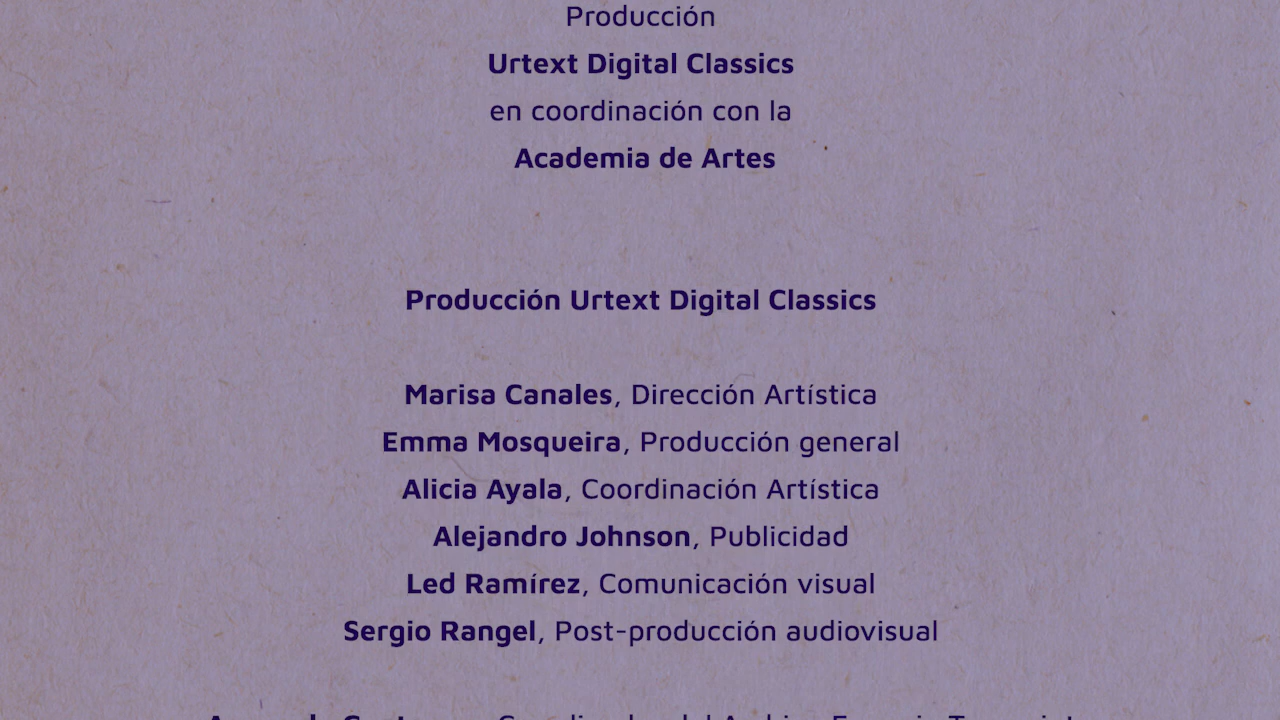 Producción
Urtext Digital Classics
en coordinación con la
Academia de Artes
Producción Urtext Digital Classics
Marisa Canales, Dirección Artística
Emma Mosqueira, Producción general
Alicia Ayala, Coordinación Artística
Alejandro Johnson, Publicidad
Led Ramírez, Comunicación visual
Sergio Rangel, Post-producción audiovisual